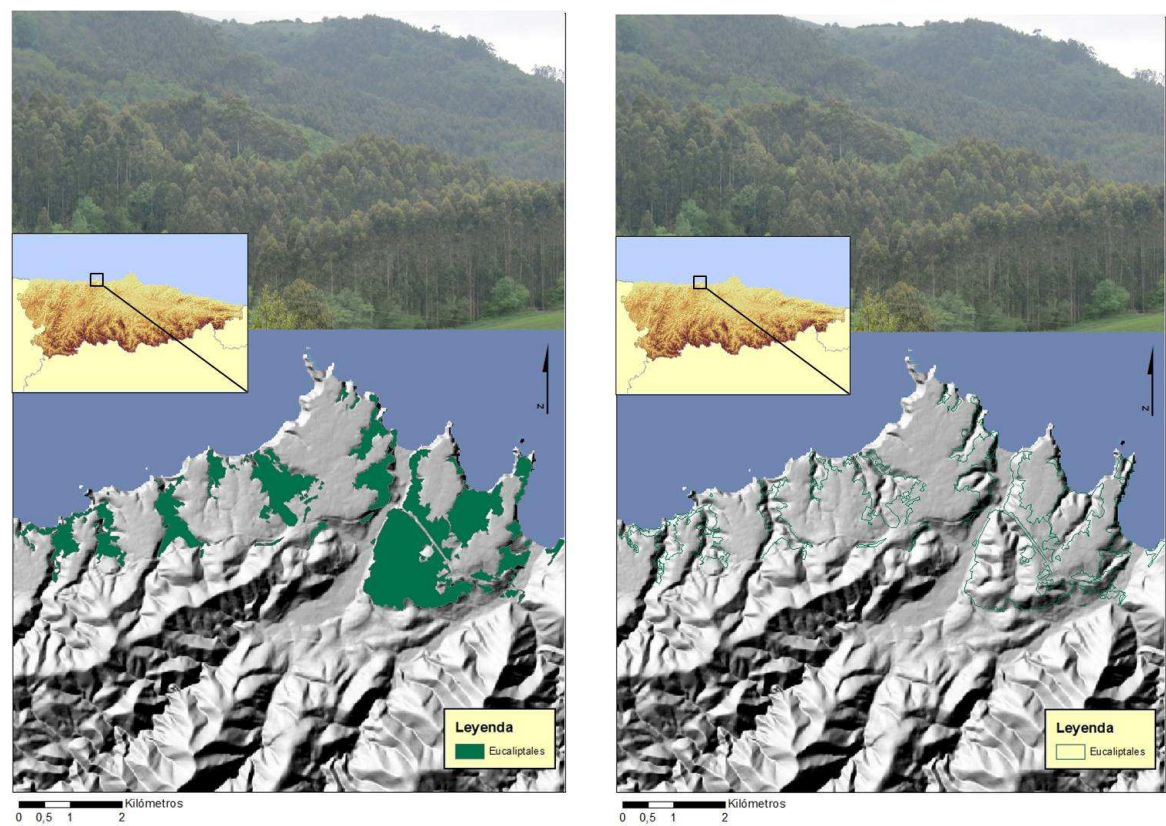 N
Leyenda
Eucaliptales
Kilómetros
0 0,5 1 2
N
Leyenda
Eucaliptales
Kilómetros
0 0,5 1 2